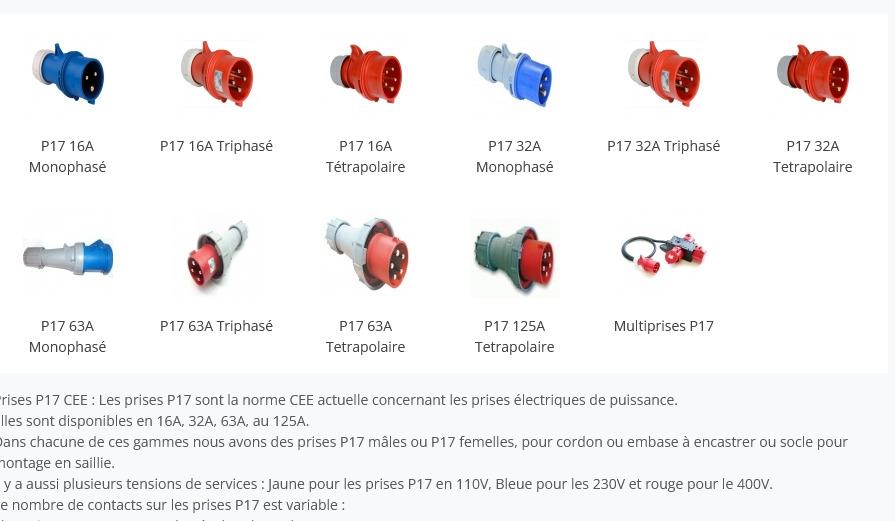 P17 16A Monophasé
P17 16A Triphasé
P17 16A Tétrapolaire
P17 32A Monophasé
P17 32A Triphasé
P17 32A Tetrapolaire
P17 63A Monophasé
P17 63A Triphasé
P17 63A Tetrapolaire
P17 125A Tetrapolaire
Multiprises P17
rises P17 CEE : Les prises P17 sont la norme CEE actuelle concernant les prises électriques de puissance.
lles sont disponibles en 16A, 32A, 63A, au 125A.
Dans chacune de ces gammes nous avons des prises P17 mâles ou P17 femelles, pour cordon ou embase à encastrer ou socle pour
montage en saillie.
y a aussi plusieurs tensions de services : Jaune pour les prises P17 en 110V, Bleue pour les 230V et rouge pour le 400V.
e nombre de contacts sur les prises P17 est variable :